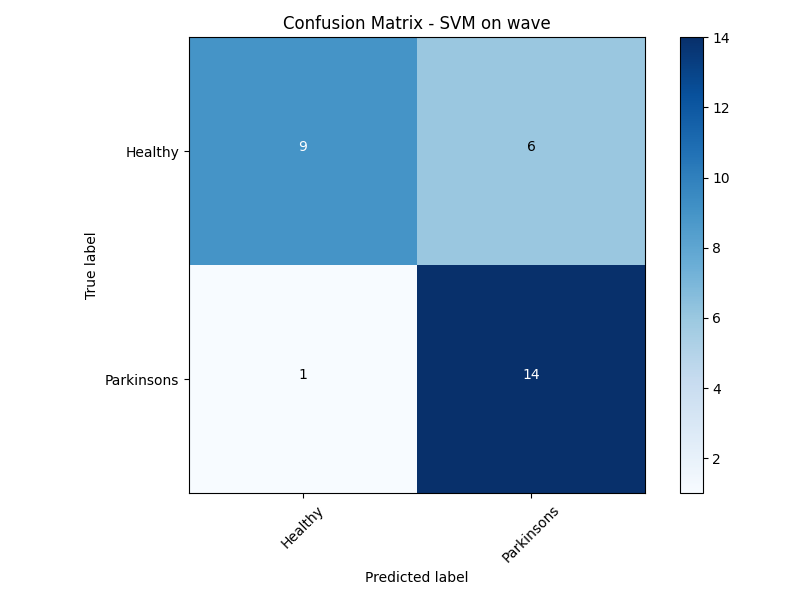 Confusion Matrix - SVM on wave
True label
Healthy
Parkinsons
9
6
1
14
Healthy
Parkinsons
Predicted label
14
12
10
8
6
4
2